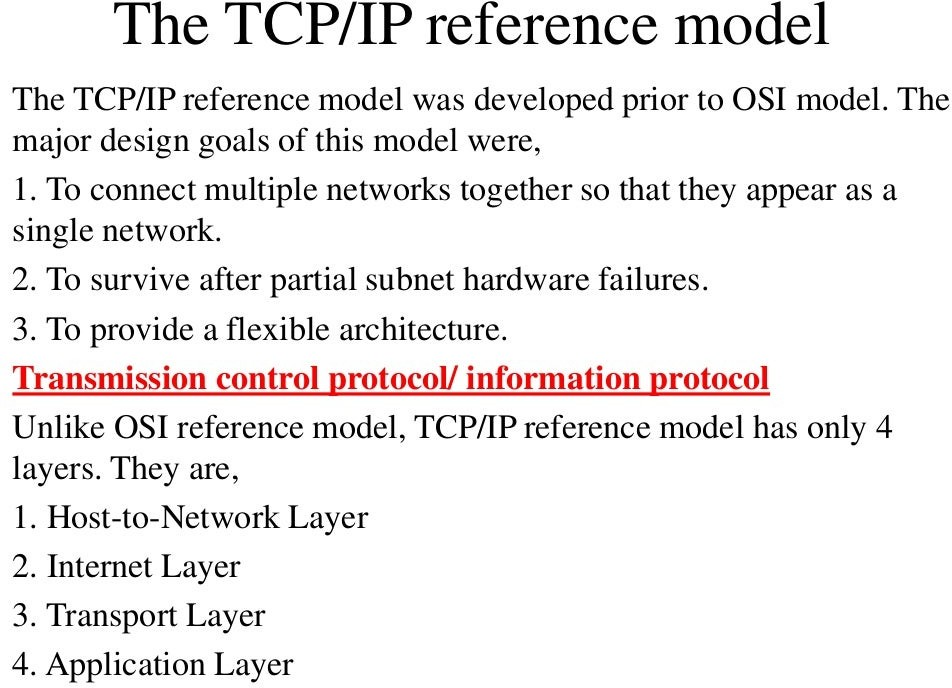 The TCP/IP reference model
The TCP/IP reference model was developed prior to OSI model. The
major design goals of this model were,
1. To connect multiple networks together so that they appear as a
single network.
2. To survive after partial subnet hardware failures.
3. To provide a flexible architecture.
Transmission control protocol/ information protocol
Unlike OSI reference model, TCP/IP reference model has only 4
layers. They are,
1. Host-to-Network Layer
2. Internet Layer
3. Transport Layer
4. Application Layer